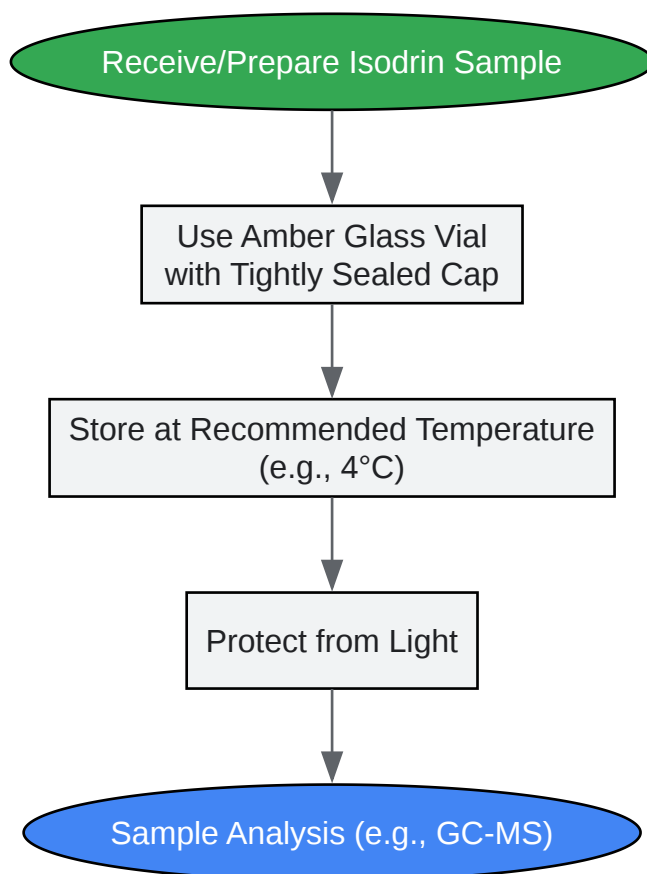 Receive/Prepare Isodrin Sample
Use Amber Glass Vial
with Tightly Sealed Cap
Store at Recommended Temperature
(e.g., 4°C)
Protect from Light
Sample Analysis (e.g., GC-MS)